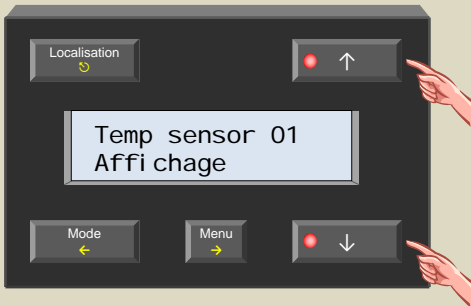 Localisation
↑
Temp sensor 01
Affichage
Mode
←
Menu
→
↓